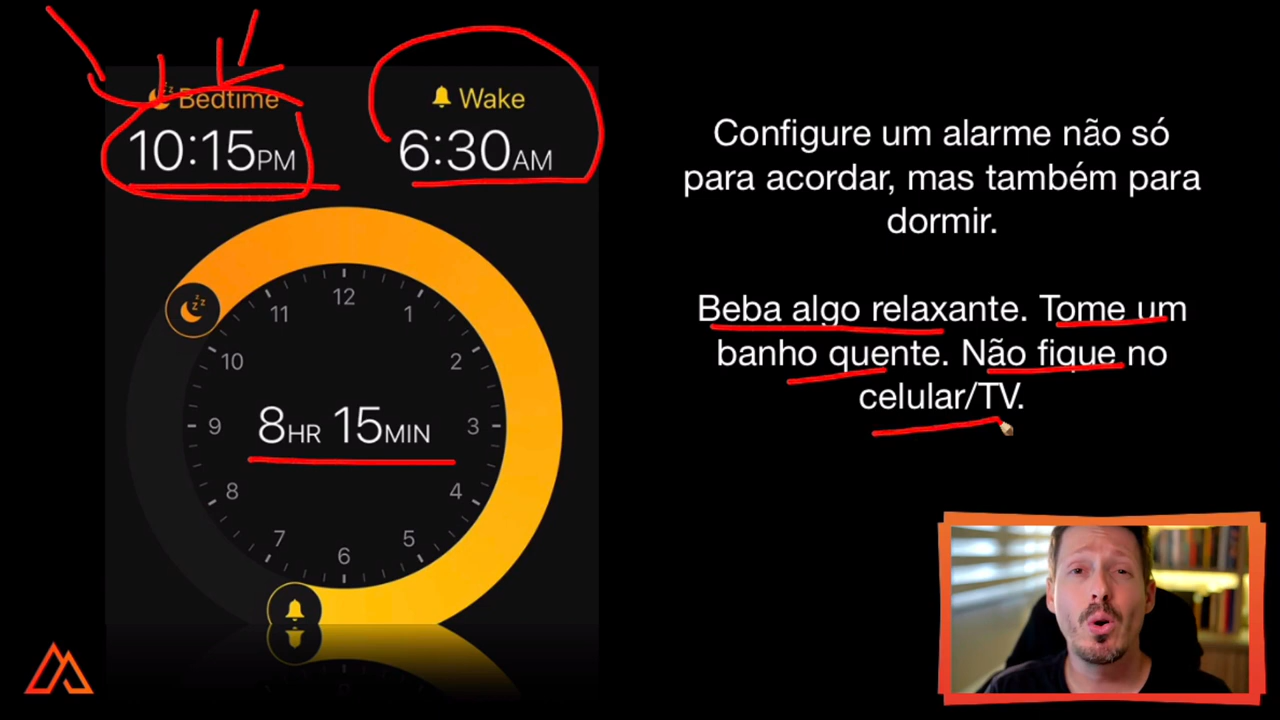 Bedtime
10:15PM
Wake
6:30AM
12
11
1
10
2
9
8HR 15MIN
3
8
4
7
5
6
Configure um alarme não só
para acordar, mas também para
dormir.
Beba algo relaxante. Tome um
banho quente. Não fique no
celular/TV.